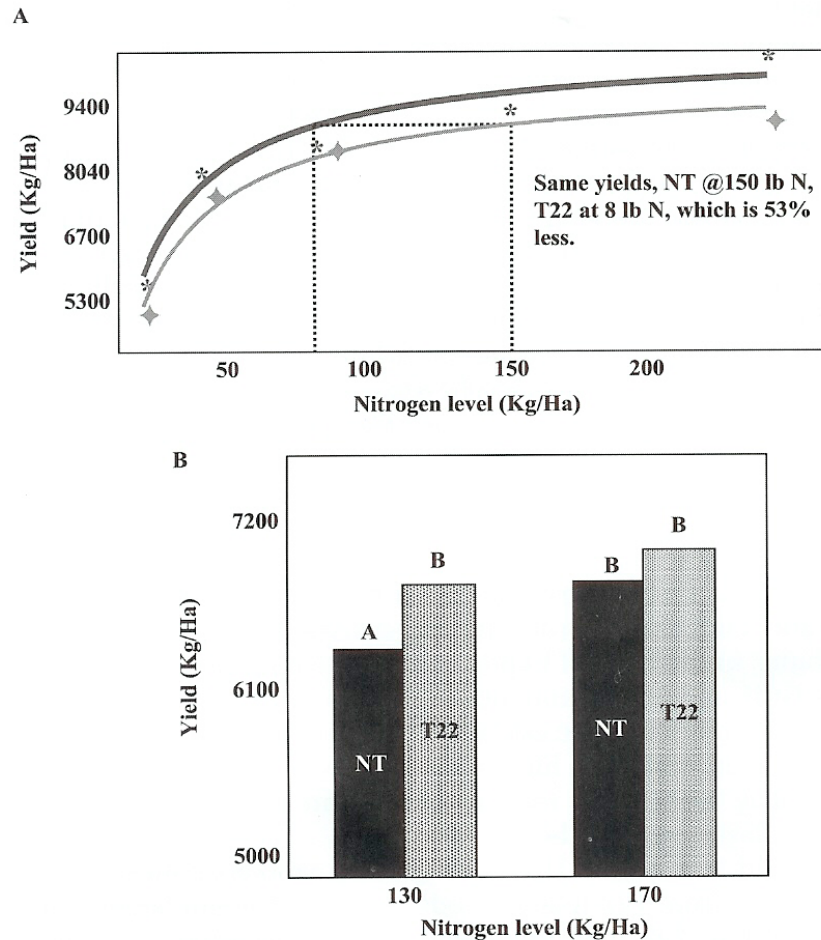 A
Yield (Kg/Ha)
9400
8040
6700
5300
*
*
*
*
*
Same yields, NT @150 lb N,
T22 at 8 lb N, which is 53%
less.
50 100 150 200
Nitrogen level (Kg/Ha)
B
Yield (Kg/Ha)
7200
6100
5000
A B B B
NT T22 NT T22
130 170
Nitrogen level (Kg/Ha)